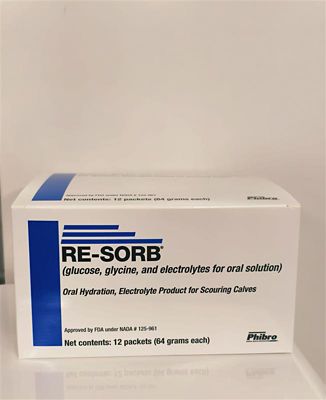 Approved by FDA under NADA # 125-961
Net contents: 12 packets (64 grams each)
Phibro
RE-SORB®
(glucose, glycine, and electrolytes for oral solution)
Oral Hydration, Electrolyte Product for Scouring Calves
Approved by FDA under NADA # 125-961
Net contents: 12 packets (64 grams each)
Phibro